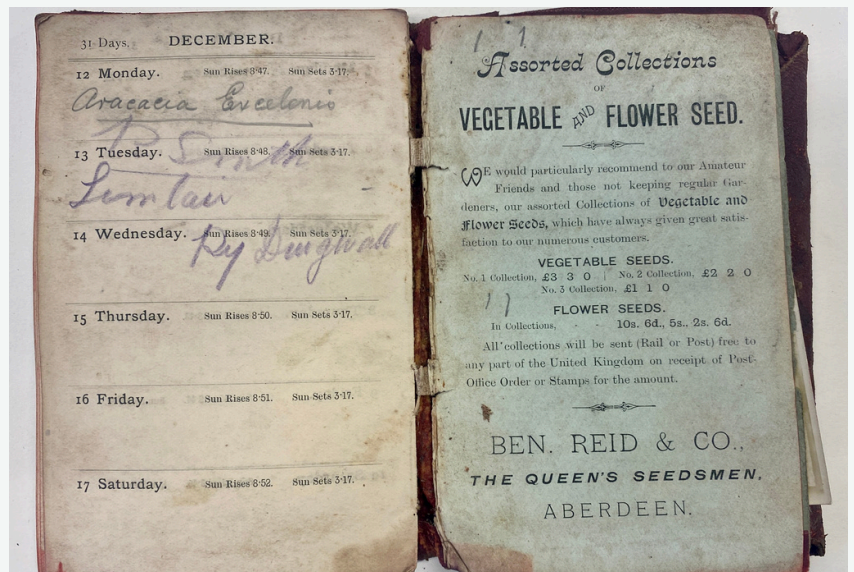 31 Days. DECEMBER.
12 Monday. Sun Rises 8·47. Sun Sets 3·17.
Aracacia Excelenis
13 Tuesday. Sun Rises 8·48. Sun Sets 3·17.
Smith
Sinclair
14 Wednesday. Sun Rises 8·49. Sun Sets 3·17.
Dingwall
15 Thursday. Sun Rises 8·50. Sun Sets 3·17.
16 Friday. Sun Rises 8·51. Sun Sets 3·17.
17 Saturday. Sun Rises 8·52. Sun Sets 3·17.
Assorted Collections
OF
VEGETABLE AND FLOWER SEED.
WE would particularly recommend to our Amateur
Friends and those not keeping regular Gar-
deners, our assorted Collections of Vegetable and
Flower Seeds, which have always given great satis-
faction to our numerous customers.
VEGETABLE SEEDS.
No. 1 Collection, £3 3 0 No. 2 Collection, £2 2 0
No. 3 Collection, £1 1 0
FLOWER SEEDS.
In Collections, - - 10s. 6d., 5s., 2s. 6d.
All collections will be sent (Rail or Post) free to
any part of the United Kingdom on receipt of Post-
Office Order or Stamps for the amount.
BEN. REID & CO.,
THE QUEEN'S SEEDSMEN,
ABERDEEN.